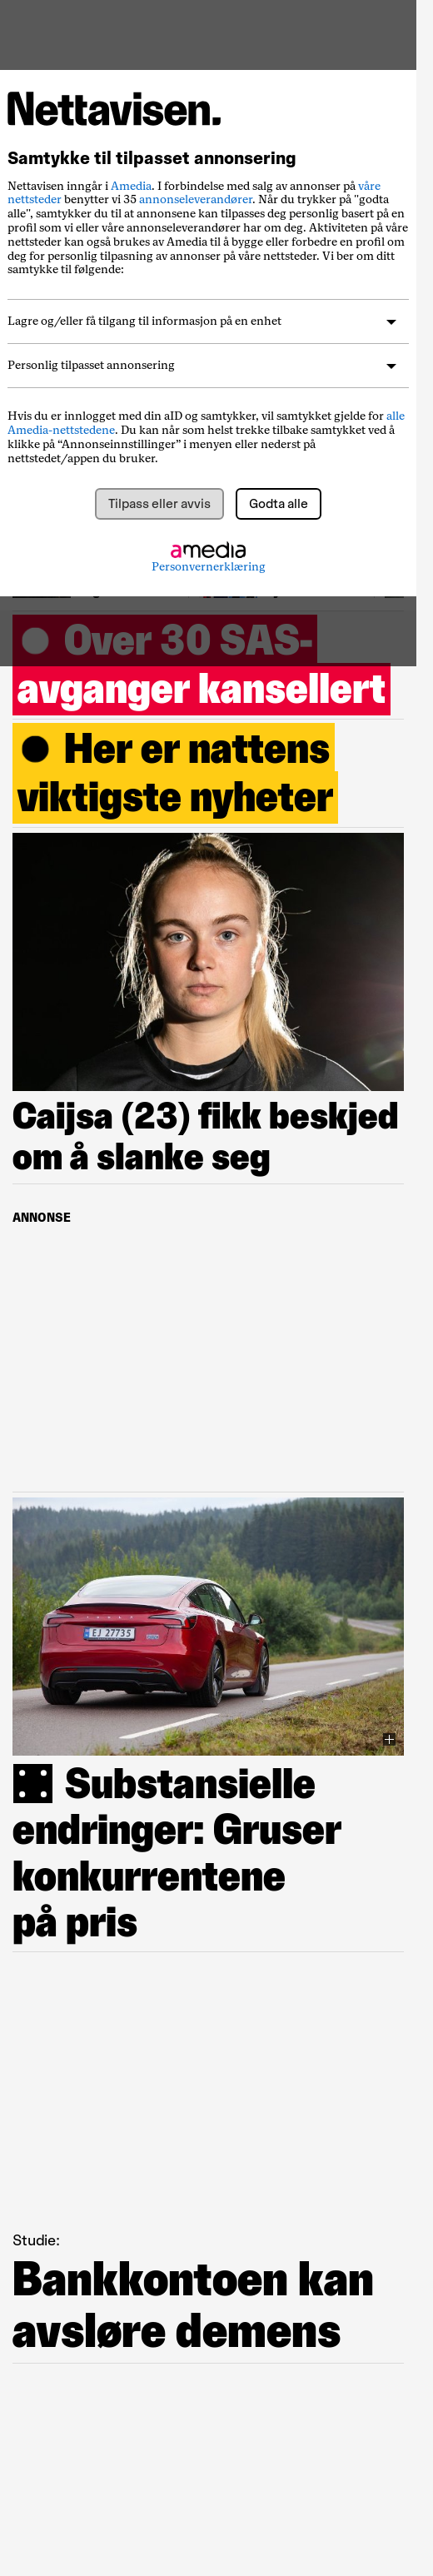 Nettavisen.
Samtykke til tilpasset annonsering
Nettavisen inngår i Amedia. I forbindelse med salg av annonser på våre
nettsteder benytter vi 35 annonseleverandører. Når du trykker på "godta
alle", samtykker du til at annonsene kan tilpasses deg personlig basert på en
profil som vi eller våre annonseleverandører har om deg. Aktiviteten på våre
nettsteder kan også brukes av Amedia til å bygge eller forbedre en profil om
deg for personlig tilpasning av annonser på våre nettsteder. Vi ber om ditt
samtykke til følgende:
Lagre og/eller få tilgang til informasjon på en enhet
Personlig tilpasset annonsering
Hvis du er innlogget med din aID og samtykker, vil samtykket gjelde for alle
Amedia-nettstedene. Du kan når som helst trekke tilbake samtykket ved å
klikke på “Annonseinnstillinger” i menyen eller nederst på
nettstedet/appen du bruker.
Tilpass eller avvis
Godta alle
amedia
Personvernerklæring
Over 30 SAS-
avganger kansellert
Her er nattens
viktigste nyheter
Caijsa (23) fikk beskjed
om å slanke seg
ANNONSE
TESLA
EJ 27735
Substansielle
endringer: Gruser
konkurrentene
på pris
Studie:
Bankkontoen kan
avsløre demens